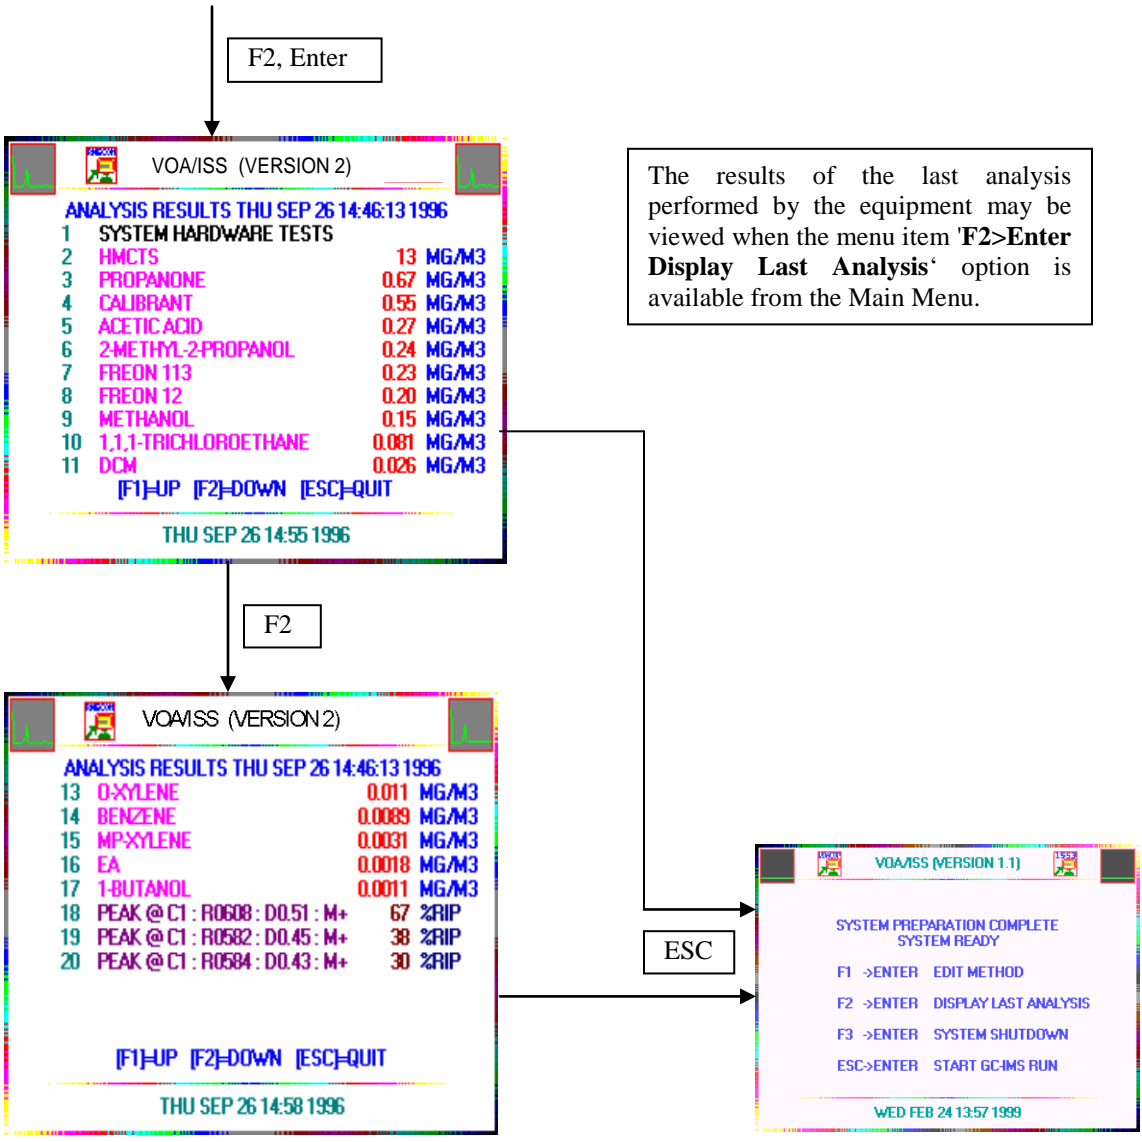 F2, Enter
VOA/ISS (VERSION 2)
ANALYSIS RESULTS THU SEP 26 14:46:13 1996
1 SYSTEM HARDWARE TESTS
2 HMCTS 13 MG/M3
3 PROPANONE 0.67 MG/M3
4 CALIBRANT 0.55 MG/M3
5 ACETIC ACID 0.27 MG/M3
6 2-METHYL-2-PROPANOL 0.24 MG/M3
7 FREON 113 0.23 MG/M3
8 FREON 12 0.20 MG/M3
9 METHANOL 0.15 MG/M3
10 1,1,1-TRICHLOROETHANE 0.081 MG/M3
11 DCM 0.026 MG/M3
[F1]=UP [F2]=DOWN [ESC]=QUIT
THU SEP 26 14:55 1996
The results of the last analysis
performed by the equipment may be
viewed when the menu item 'F2>Enter
Display Last Analysis‘ option is
available from the Main Menu.
F2
VOA/ISS (VERSION 2)
ANALYSIS RESULTS THU SEP 26 14:46:13 1996
13 O-XYLENE 0.011 MG/M3
14 BENZENE 0.0089 MG/M3
15 MP-XYLENE 0.0031 MG/M3
16 EA 0.0018 MG/M3
17 1-BUTANOL 0.0011 MG/M3
18 PEAK @ C1 : R0608 : D0.51 : M+ 67 %RIP
19 PEAK @ C1 : R0582 : D0.45 : M+ 38 %RIP
20 PEAK @ C1 : R0584 : D0.43 : M+ 30 %RIP
[F1]=UP [F2]=DOWN [ESC]=QUIT
THU SEP 26 14:58 1996
ESC
VOA/ISS (VERSION 1.1)
1553
SYSTEM PREPARATION COMPLETE
SYSTEM READY
F1 ->ENTER EDIT METHOD
F2 ->ENTER DISPLAY LAST ANALYSIS
F3 ->ENTER SYSTEM SHUTDOWN
ESC->ENTER START GC-IMS RUN
WED FEB 24 13:57 1999